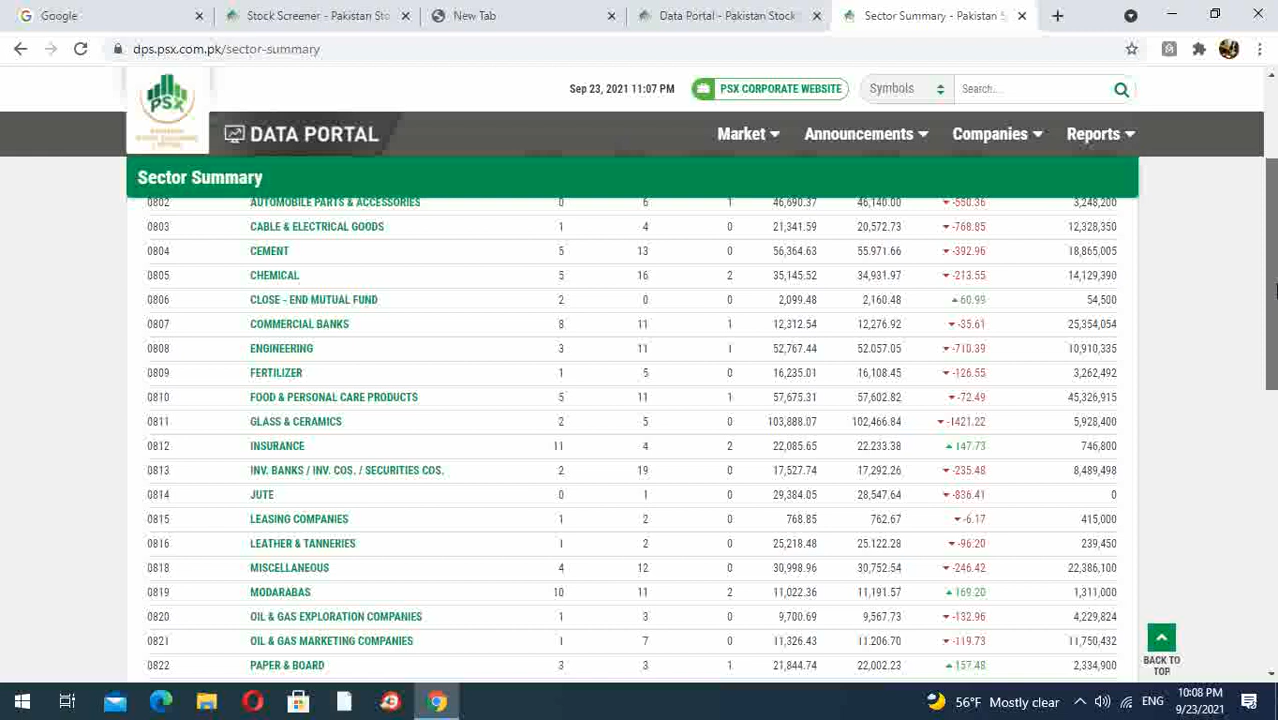 Google
Stock Screener - Pakistan Sto
New Tab
Data Portal - Pakistan Stock
Sector Summary - Pakistan S
dps.psx.com.pk/sector-summary
PSX
Sep 23, 2021 11:07 PM
PSX CORPORATE WEBSITE
Symbols
Search...
DATA PORTAL
Market
Announcements
Companies
Reports
Sector Summary
0802 AUTOMOBILE PARTS & ACCESSORIES 0 6 1 46,690.37 46,140.00 -550.36 3,248,200
0803 CABLE & ELECTRICAL GOODS 1 4 0 21,341.59 20,572.73 -768.85 12,328,350
0804 CEMENT 5 13 0 56,364.63 55,971.66 -392.96 18,865,005
0805 CHEMICAL 5 16 2 35,145.52 34,931.97 -213.55 14,129,390
0806 CLOSE - END MUTUAL FUND 2 0 0 2,099.48 2,160.48 60.99 54,500
0807 COMMERCIAL BANKS 8 11 1 12,312.54 12,276.92 -35.61 25,354,054
0808 ENGINEERING 3 11 1 52,767.44 52,057.05 -710.39 10,910,335
0809 FERTILIZER 1 5 0 16,235.01 16,108.45 -126.55 3,262,492
0810 FOOD & PERSONAL CARE PRODUCTS 5 11 1 57,675.31 57,602.82 -72.49 45,326,915
0811 GLASS & CERAMICS 2 5 0 103,888.07 102,466.84 -1421.22 5,928,400
0812 INSURANCE 11 4 2 22,085.65 22,233.38 147.73 746,800
0813 INV. BANKS / INV. COS. / SECURITIES COS. 2 19 0 17,527.74 17,292.26 -235.48 8,489,498
0814 JUTE 0 1 0 29,384.05 28,547.64 -836.41 0
0815 LEASING COMPANIES 1 2 0 768.85 762.67 -6.17 415,000
0816 LEATHER & TANNERIES 1 2 0 25,218.48 25,122.28 -96.20 239,450
0818 MISCELLANEOUS 4 12 0 30,998.96 30,752.54 -246.42 22,386,100
0819 MODARABAS 10 11 2 11,022.36 11,191.57 169.20 1,311,000
0820 OIL & GAS EXPLORATION COMPANIES 1 3 0 9,700.69 9,567.73 -132.96 4,229,824
0821 OIL & GAS MARKETING COMPANIES 1 7 0 11,326.43 11,206.70 -119.73 11,750,432
0822 PAPER & BOARD 3 3 1 21,844.74 22,002.23 157.48 2,334,900
BACK TO
TOP
56°F Mostly clear
ENG
10:08 PM
9/23/2021